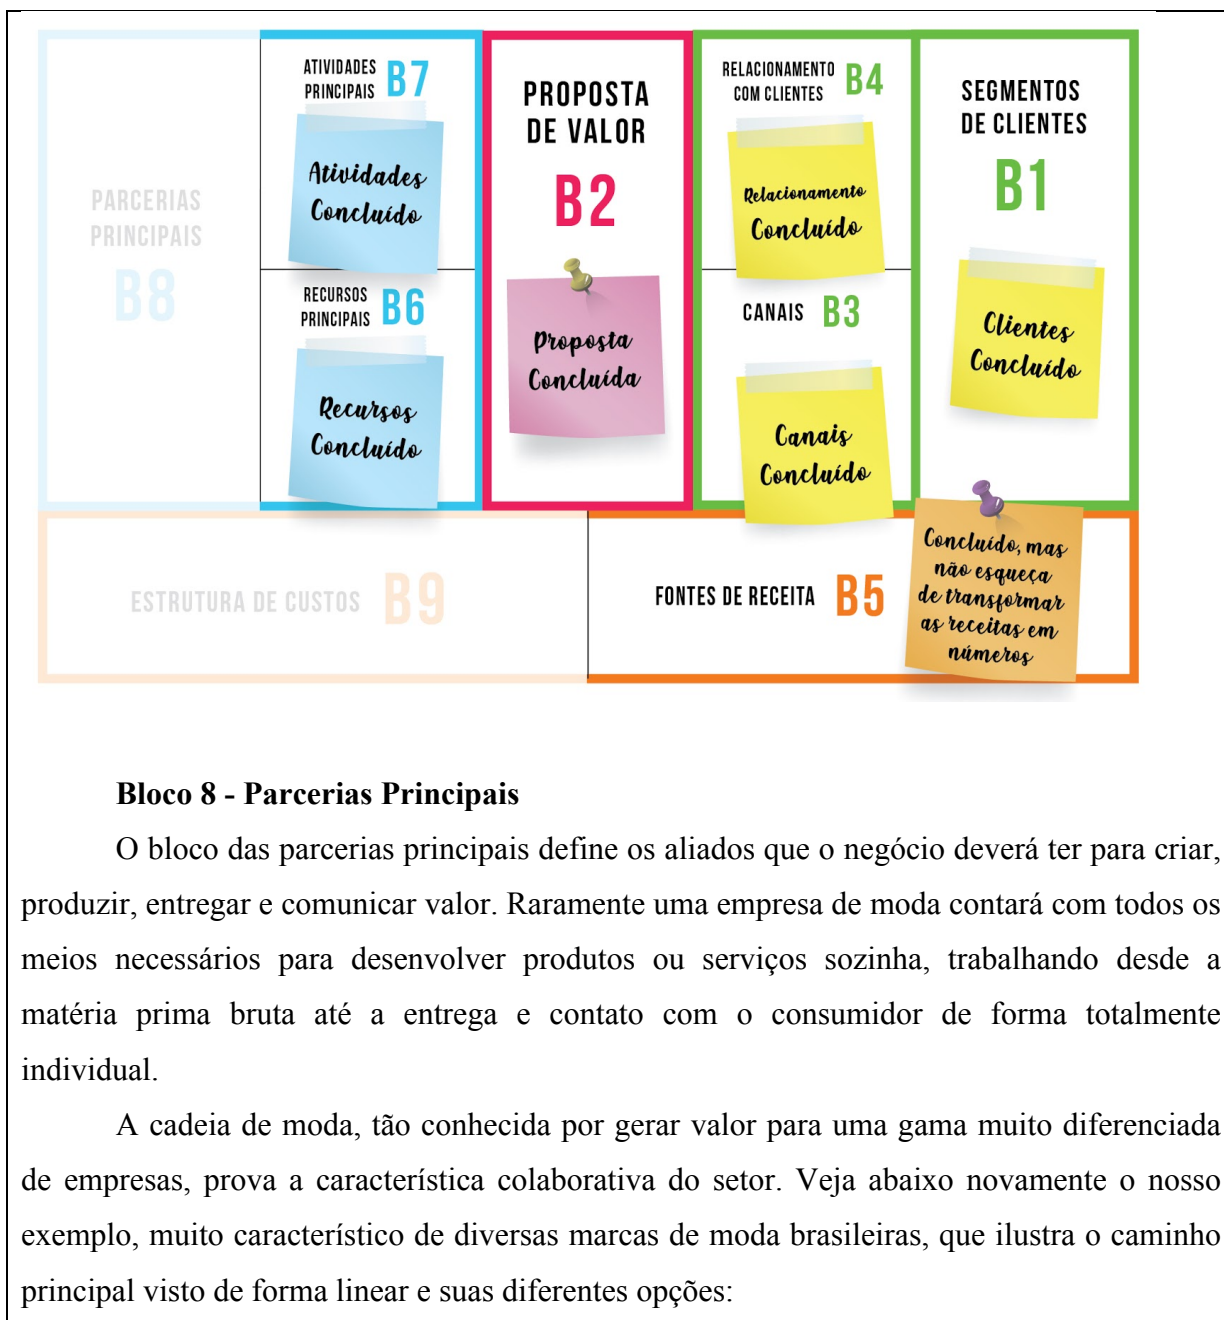 PARCERIAS
PRINCIPAIS
B8
ATIVIDADES
PRINCIPAIS
B7
Atividades
Concluído
RECURSOS
PRINCIPAIS
B6
Recursos
Concluído
PROPOSTA
DE VALOR
B2
Proposta
Concluída
RELACIONAMENTO
COM CLIENTES
B4
Relacionamento
Concluído
CANAIS B3
Canais
Concluído
SEGMENTOS
DE CLIENTES
B1
Clientes
Concluído
ESTRUTURA DE CUSTOS B9
FONTES DE RECEITA B5
Concluído, mas
não esqueça
de transformar
as receitas em
números
Bloco 8 - Parcerias Principais
O bloco das parcerias principais define os aliados que o negócio deverá ter para criar,
produzir, entregar e comunicar valor. Raramente uma empresa de moda contará com todos os
meios necessários para desenvolver produtos ou serviços sozinha, trabalhando desde a
matéria prima bruta até a entrega e contato com o consumidor de forma totalmente
individual.
A cadeia de moda, tão conhecida por gerar valor para uma gama muito diferenciada
de empresas, prova a característica colaborativa do setor. Veja abaixo novamente o nosso
exemplo, muito característico de diversas marcas de moda brasileiras, que ilustra o caminho
principal visto de forma linear e suas diferentes opções: